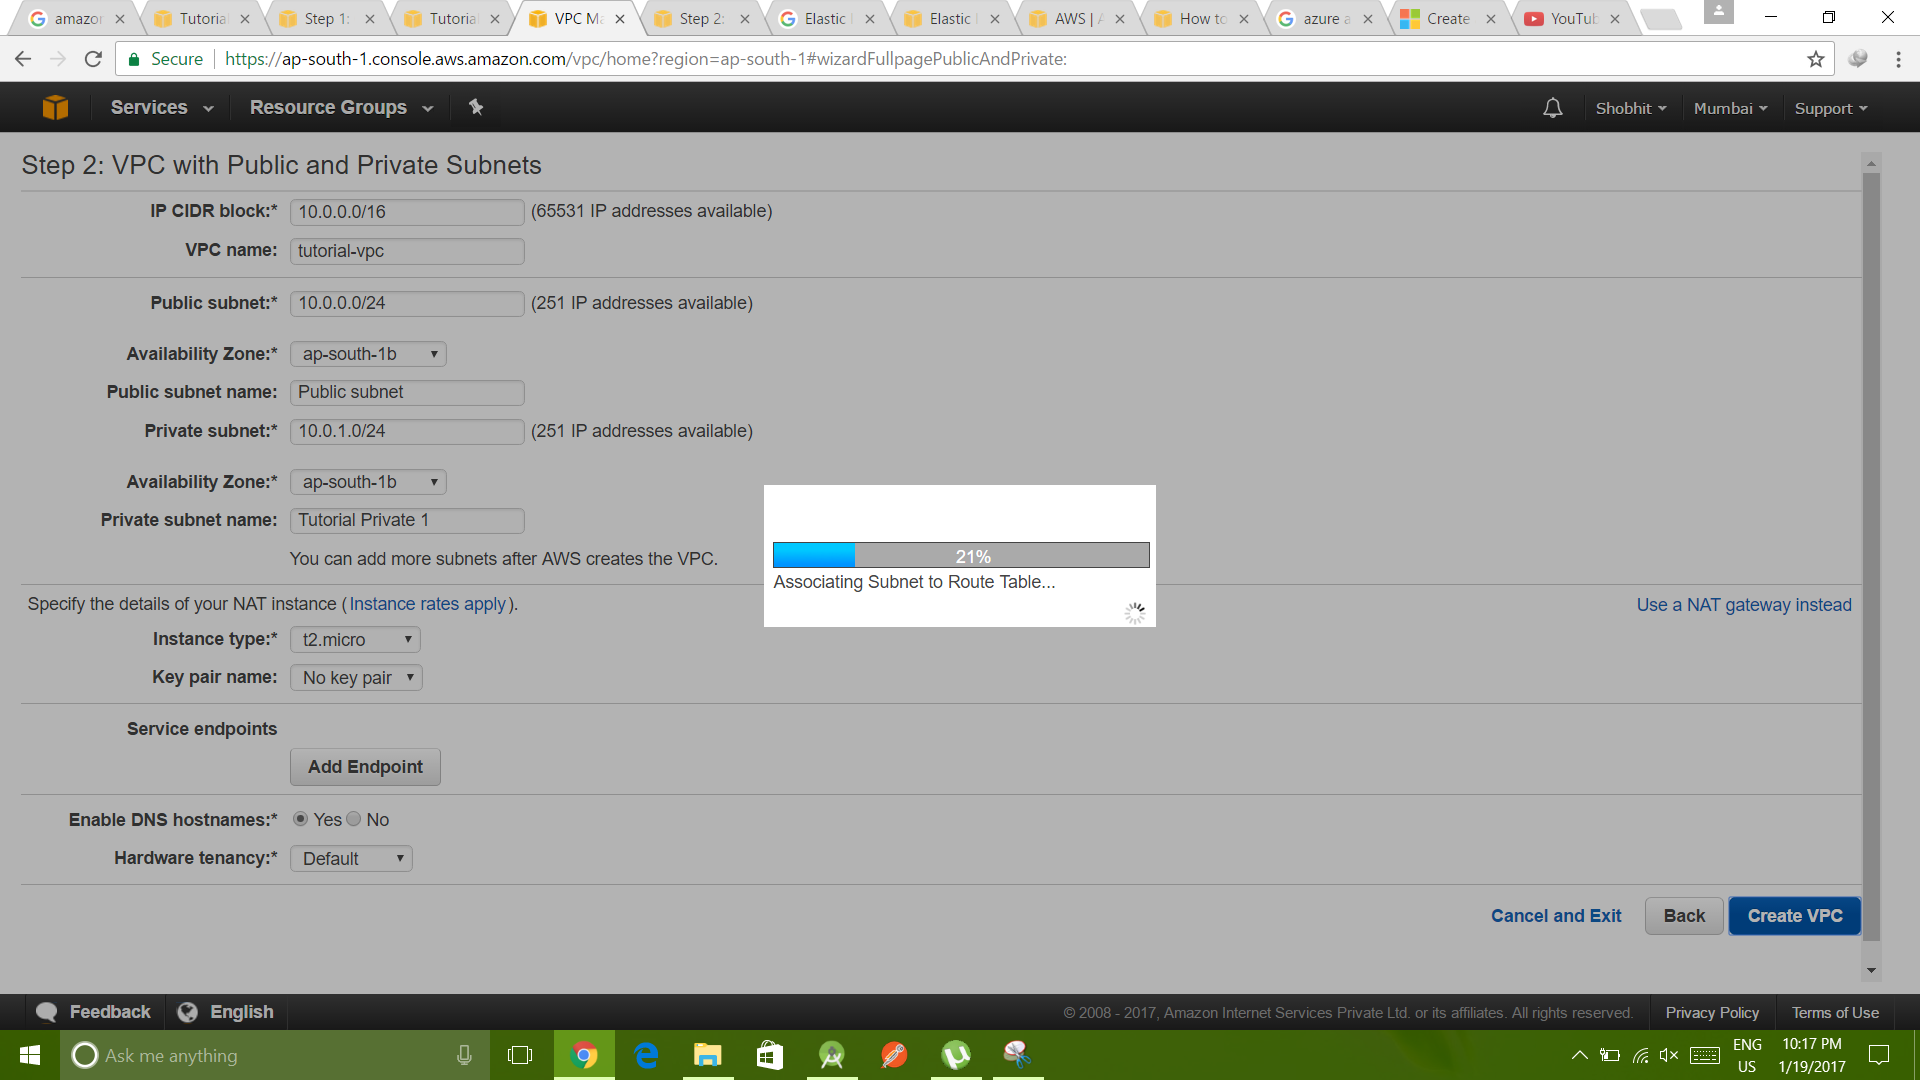 amazor
Tutorial
Step 1:
Tutorial
VPC Ma
Step 2:
Elastic
Elastic
AWS | A
How to
azure a
Create
YouTub
Secure
https://ap-south-1.console.aws.amazon.com/vpc/home?region=ap-south-1#wizardFullpagePublicAndPrivate:
Services
Resource Groups
Shobhit
Mumbai
Support
Step 2: VPC with Public and Private Subnets
IP CIDR block:* 10.0.0.0/16 (65531 IP addresses available)
VPC name: tutorial-vpc
Public subnet:* 10.0.0.0/24 (251 IP addresses available)
Availability Zone:* ap-south-1b
Public subnet name: Public subnet
Private subnet:* 10.0.1.0/24 (251 IP addresses available)
Availability Zone:* ap-south-1b
Private subnet name: Tutorial Private 1
You can add more subnets after AWS creates the VPC.
21%
Associating Subnet to Route Table...
Specify the details of your NAT instance (Instance rates apply).
Use a NAT gateway instead
Instance type:* t2.micro
Key pair name: No key pair
Service endpoints
Add Endpoint
Enable DNS hostnames:* Yes No
Hardware tenancy:* Default
Cancel and Exit
Back
Create VPC
Feedback
English
© 2008 - 2017, Amazon Internet Services Private Ltd. or its affiliates. All rights reserved.
Privacy Policy
Terms of Use
Ask me anything
ENG
US
10:17 PM
1/19/2017